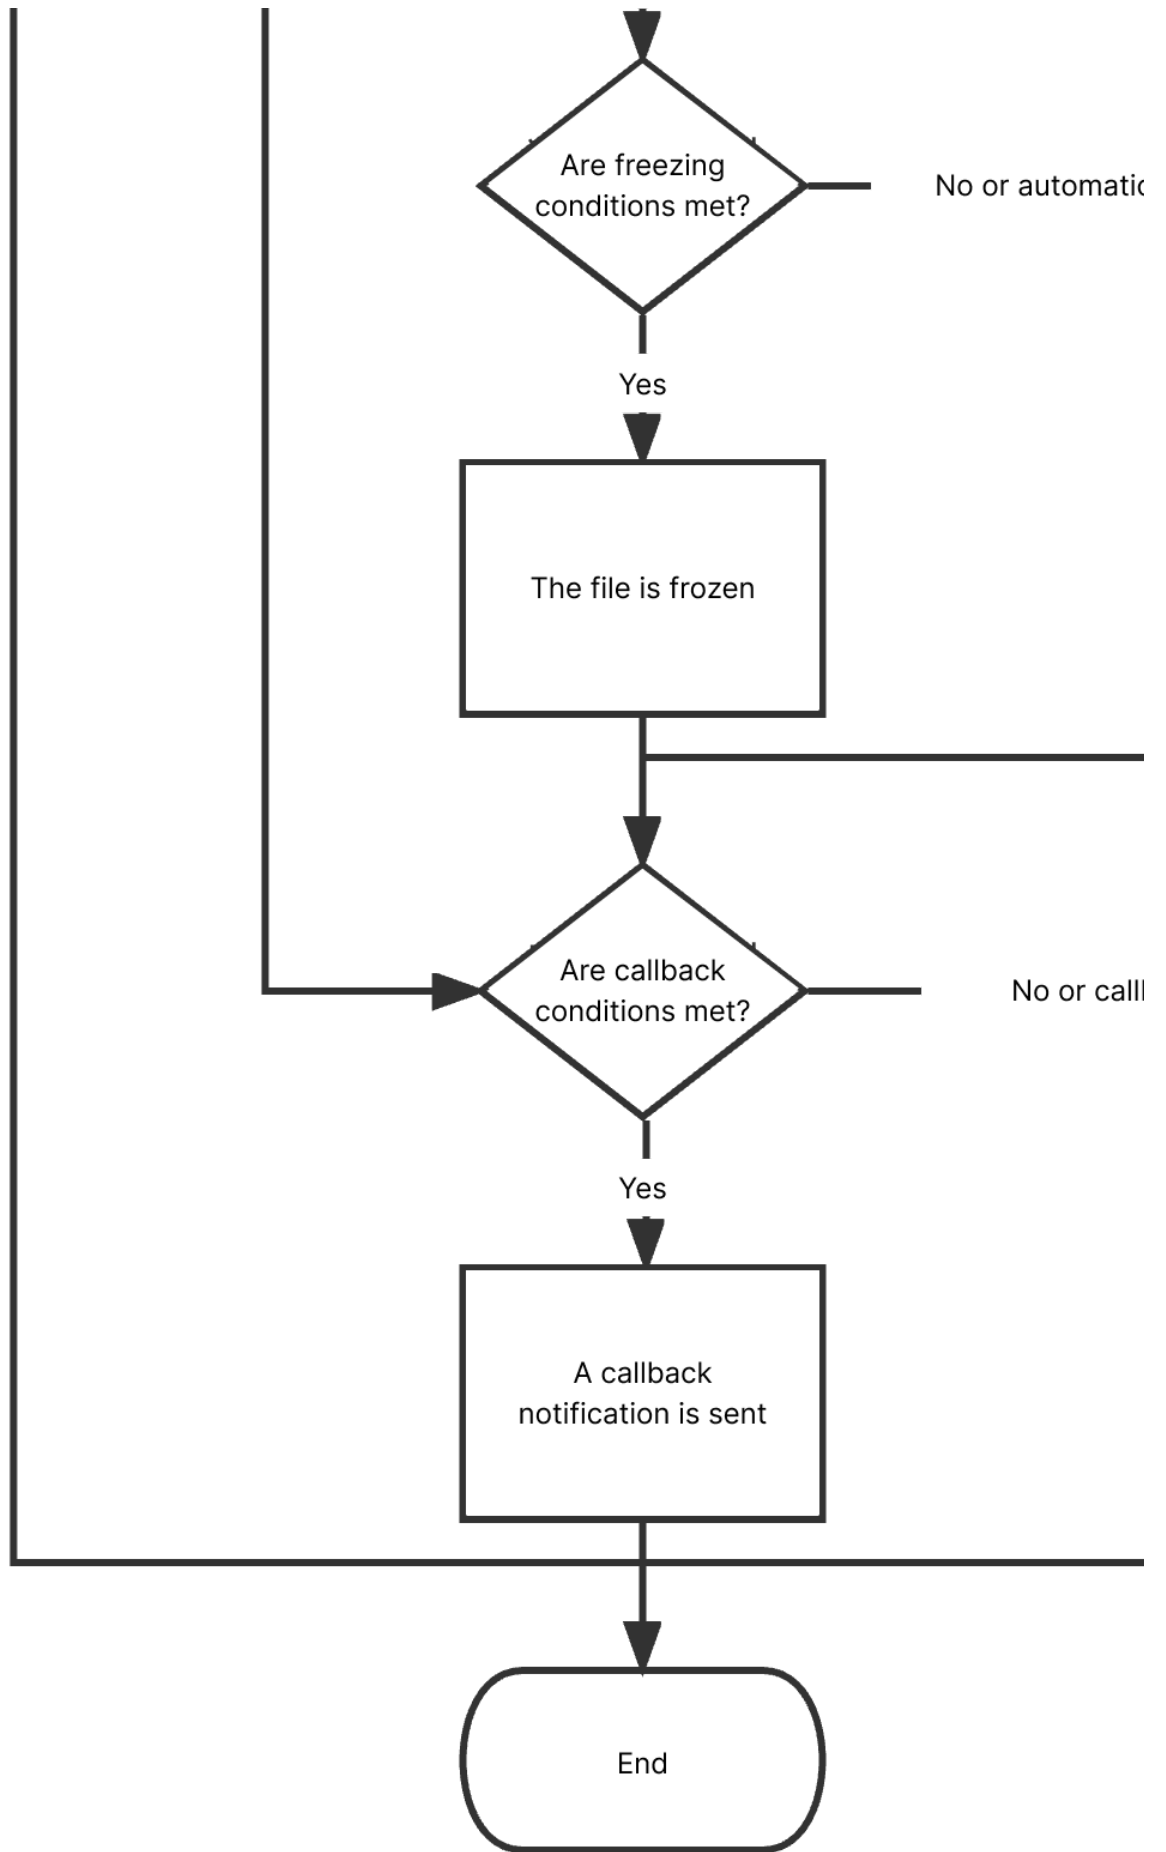 Are freezing
conditions met?
No or
Yes
The file is frozen
Are callback
conditions met?
No or
Yes
A callback
notification is sent
End